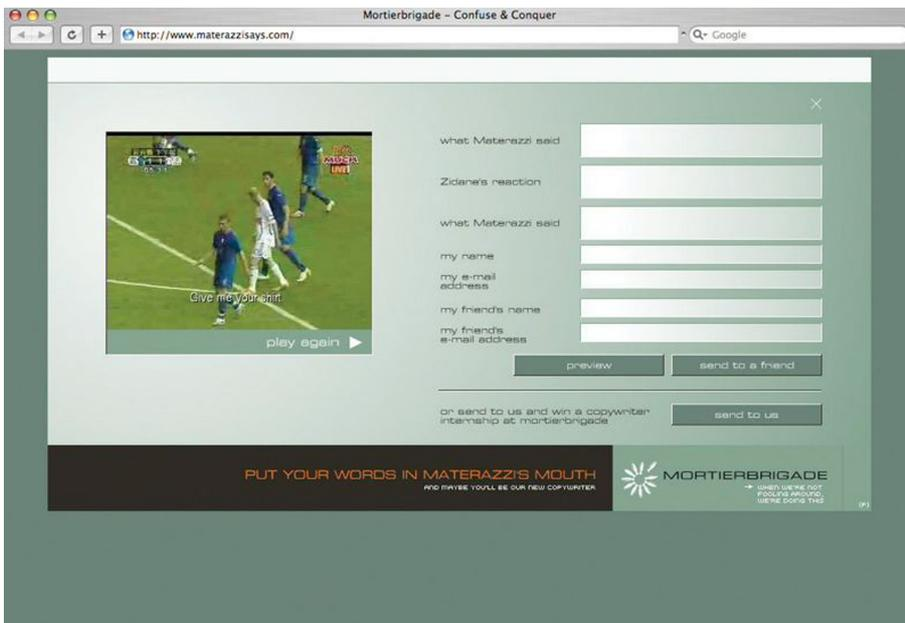 Mortierbrigade – Confuse & Conquer
http://www.materazzisays.com/
Google
MUCH
LIVE
Give me your shirt
play again
what Materazzi said
Zidane's reaction
what Materazzi said
my name
my e-mail
address
my friend's name
my friend's
e-mail address
preview
send to a friend
or send to us and win a copywriter
internship at mortierbrigade
send to us
PUT YOUR WORDS IN MATERAZZI'S MOUTH
AND MAYBE YOU'LL BE OUR NEW COPYWRITER
MORTIERBRIGADE
WHEN WE'RE NOT
FOOLING AROUND,
WE'RE DOING THIS